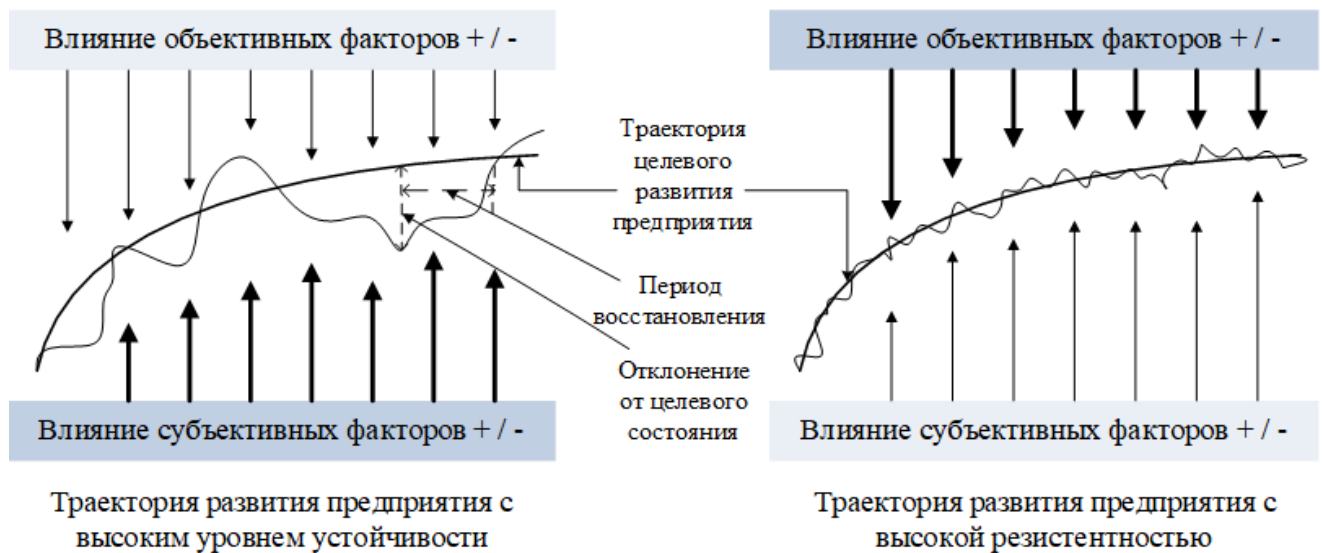 Влияние объективных факторов + / -
Влияние объективных факторов + / -
Траектория
целевого
развития
предприятия
Период
восстановления
Отклонение
от целевого
состояния
Влияние субъективных факторов + / -
Влияние субъективных факторов + / -
Траектория развития предприятия с
высоким уровнем устойчивости
Траектория развития предприятия с
высокой резистентностью